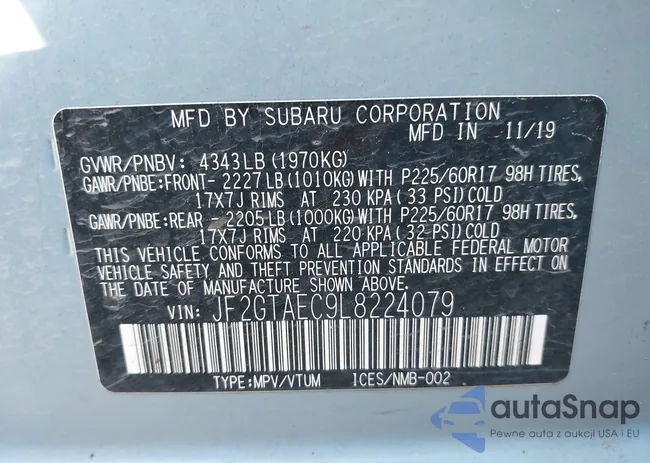 MFD BY SUBARU CORPORATION
MFD IN 11/19
GVWR/PNBV: 4343LB (1970KG)
GAWR/PNBE:FRONT- 2227LB (1010KG) WITH P225/60R17 98H TIRES,
17X7J RIMS AT 230 KPA (33 PSI) COLD
GAWR/PNBE:REAR - 2205LB (1000KG) WITH P225/60R17 98H TIRES,
17X7J RIMS AT 220 KPA (32 PSI) COLD
THIS VEHICLE CONFORMS TO ALL APPLICABLE FEDERAL MOTOR
VEHICLE SAFETY AND THEFT PREVENTION STANDARDS IN EFFECT ON
THE DATE OF MANUFACTURE SHOWN ABOVE.
VIN: JF2GTAEC9L8224079
TYPE:MPV/VTUM ICES/NMB-002
autaSnap
Pewne auta z aukcji USA i EU